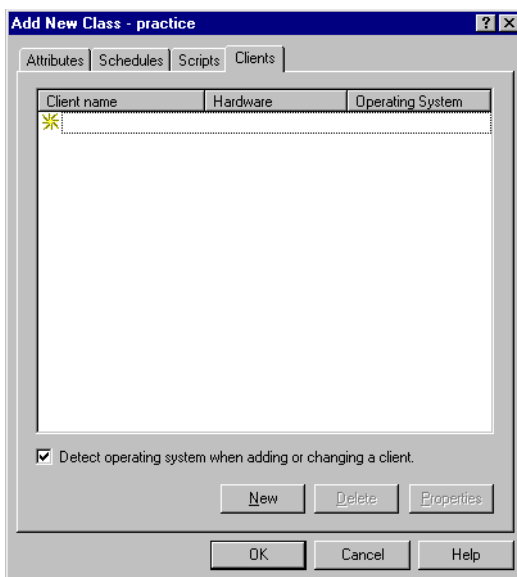 Add New Class - practice
Attributes Schedules Scripts Clients
Client name Hardware Operating System
Detect operating system when adding or changing a client.
New Delete Properties
OK Cancel Help